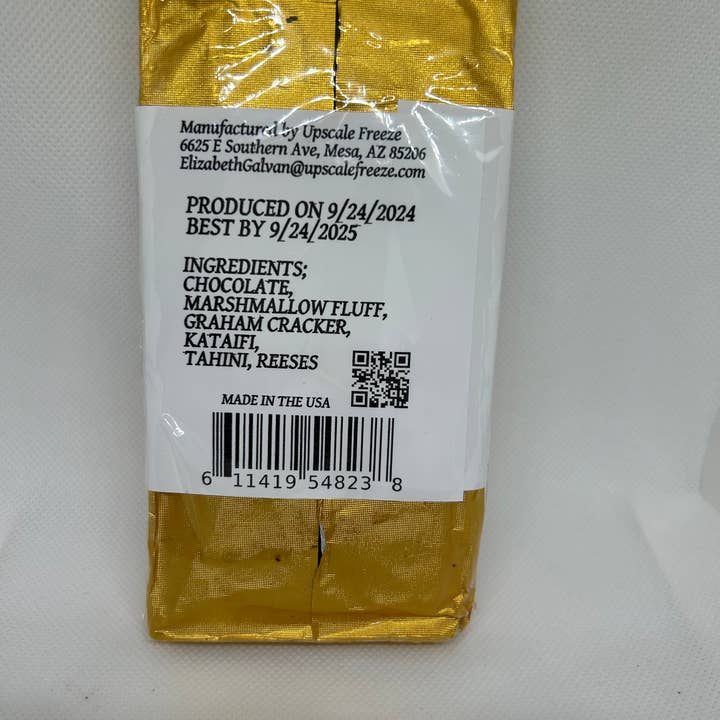 Manufactured by Upscale Freeze
6625 E Southern Ave, Mesa, AZ 85206
ElizabethGalvan@upscalefreeze.com
PRODUCED ON 9/24/2024
BEST BY 9/24/2025
INGREDIENTS;
CHOCOLATE,
MARSHMALLOW FLUFF,
GRAHAM CRACKER,
KATAIFI,
TAHINI, REESES
MADE IN THE USA
6 11419 54823 8